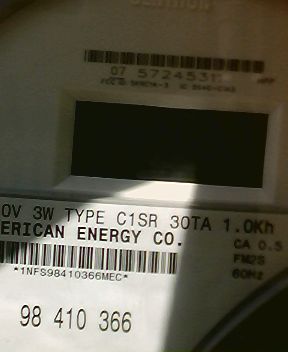 CENTRON
07 5724531
0V 3W TYPE C1SR 30TA 1.0Kh
ERICAN ENERGY CO.
CA 0.5
FM2S
60Hz
*1NFS98410366MEC*
98 410 366